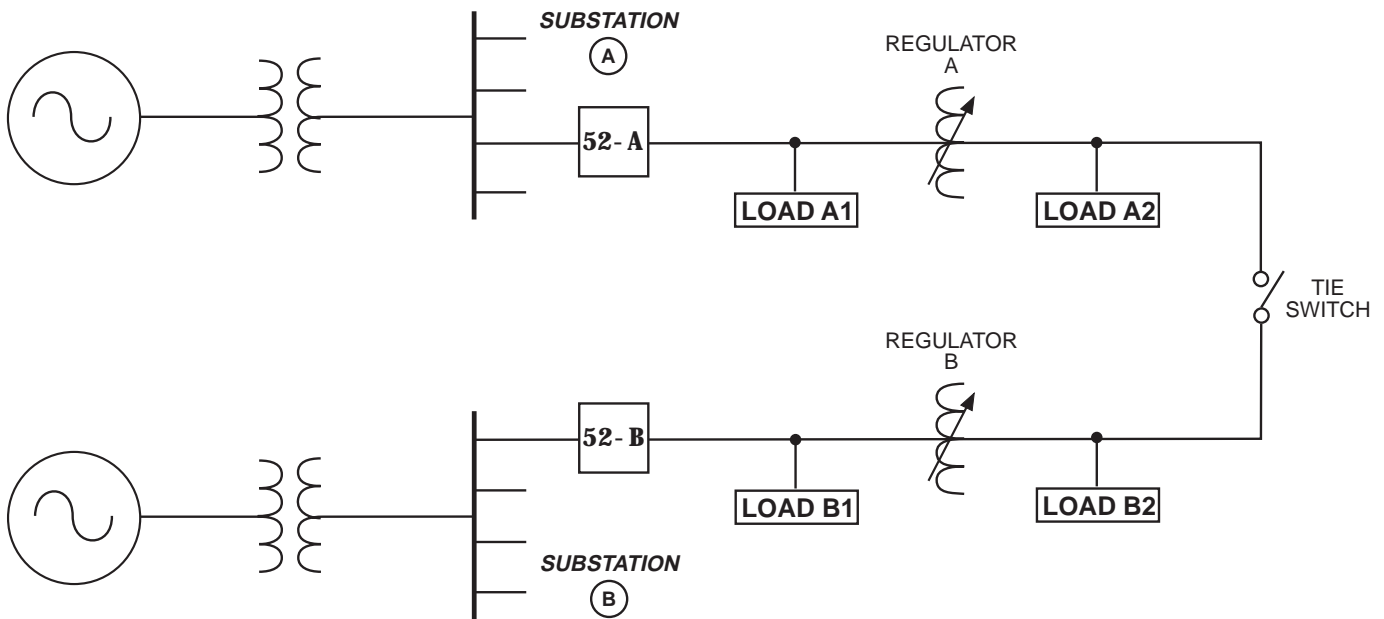 SUBSTATION
A
REGULATOR
A
52-A
LOAD A1
LOAD A2
TIE
SWITCH
REGULATOR
B
52-B
LOAD B1
LOAD B2
SUBSTATION
B